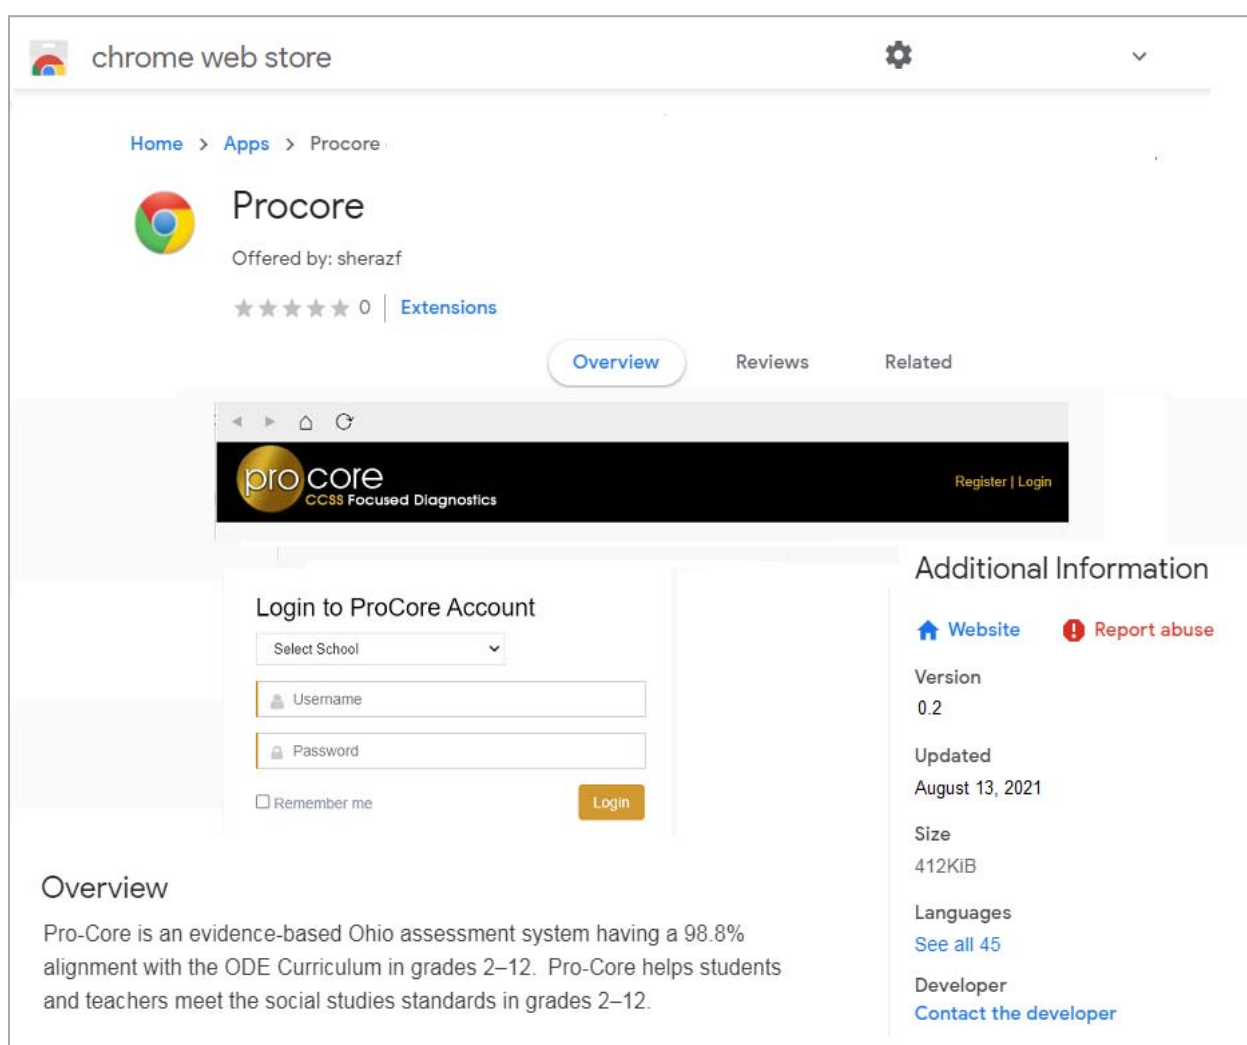 chrome web store
Home > Apps > Procore
Procore
Offered by: sherazf
0 | Extensions
Overview Reviews Related
pro core
CCSS Focused Diagnostics
Register | Login
Login to ProCore Account
Select School
Username
Password
Remember me
Login
Additional Information
Website Report abuse
Version
0.2
Updated
August 13, 2021
Size
412KiB
Languages
See all 45
Developer
Contact the developer
Overview
Pro-Core is an evidence-based Ohio assessment system having a 98.8%
alignment with the ODE Curriculum in grades 2–12. Pro-Core helps students
and teachers meet the social studies standards in grades 2–12.